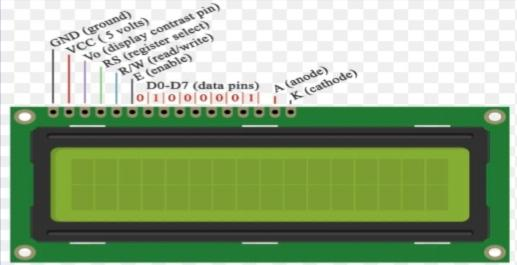 GND (ground)
VCC ( 5 volts)
Vo (display contrast pin)
RS (register select)
R/W (read/write)
E (enable)
D0-D7 (data pins)
0 1 0 0 0 0 0 1
A (anode)
K (cathode)